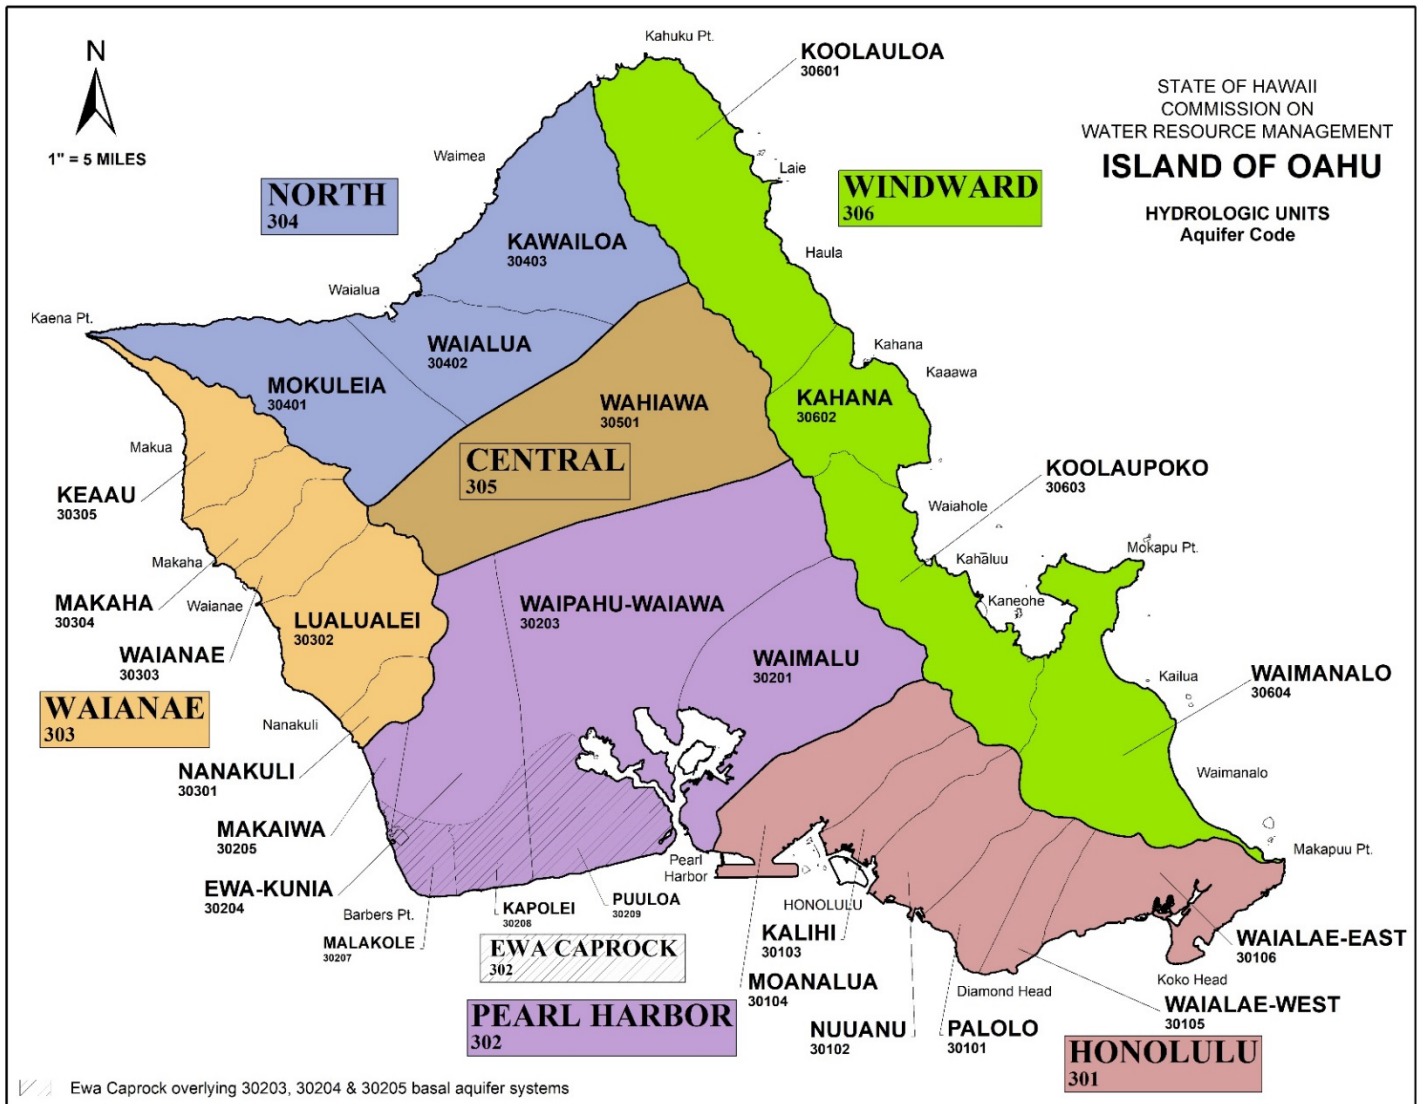 N
1" = 5 MILES
STATE OF HAWAII
COMMISSION ON
WATER RESOURCE MANAGEMENT
ISLAND OF OAHU
HYDROLOGIC UNITS
Aquifer Code
Kahuku Pt.
KOOLAULOA
30601
Waimea
Laie
NORTH
304
WINDWARD
306
KAWAILOA
30403
Haula
Waialua
Kaena Pt.
WAIALUA
30402
Kahana
Kaaawa
MOKULEIA
30401
WAHIAWA
30501
KAHANA
30602
Makua
CENTRAL
305
KOOLAUPOKO
30603
KEAAU
30305
Waiahole
Makaha
Kahaluu
Mokapu Pt.
MAKAHA
30304
Waianae
Kaneohe
WAIPAHU-WAIAWA
30203
LUALUALEI
30302
WAIANAE
30303
WAIMALU
30201
Kailua
WAIMANALO
30604
WAIANAE
303
Nanakuli
NANAKULI
30301
Waimanalo
MAKAIWA
30205
Pearl
Harbor
Makapuu Pt.
EWA-KUNIA
30204
Barbers Pt.
KAPOLEI
30208
PUULOA
30209
HONOLULU
MALAKOLE
30207
EWA CAPROCK
302
KALIHI
30103
WAIALAE-EAST
30106
MOANALUA
30104
Diamond Head
Koko Head
WAIALAE-WEST
30105
PEARL HARBOR
302
NUUANU
30102
PALOLO
30101
HONOLULU
301
Ewa Caprock overlying 30203, 30204 & 30205 basal aquifer systems